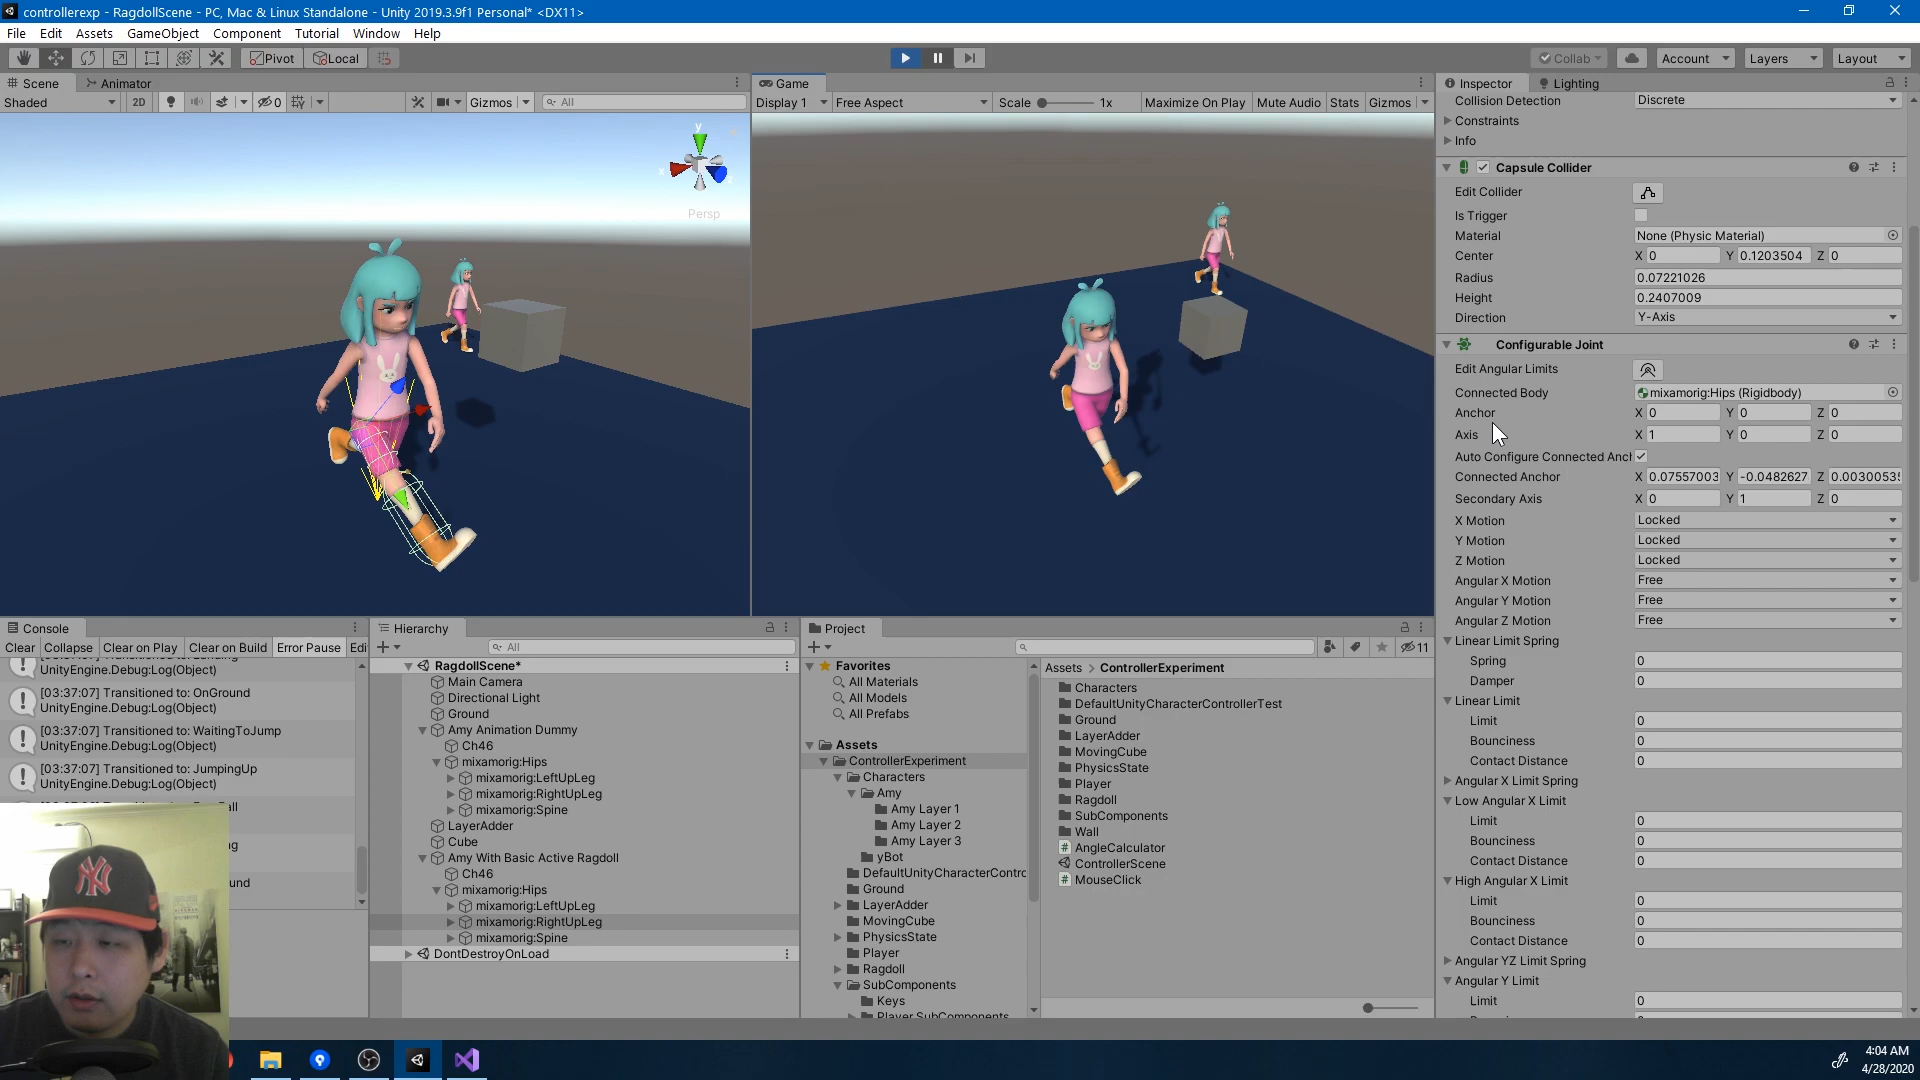 controllerexp - RagdollScene - PC, Mac & Linux Standalone - Unity 2019.3.9f1 Personal* <DX11>
File Edit Assets GameObject Component Tutorial Window Help
Pivot Local Collab Account Layers Layout
Scene Animator
Shaded 2D 0 Gizmos All
y
Persp
Game
Display 1 Free Aspect Scale 1x Maximize On Play Mute Audio Stats Gizmos
Inspector Lighting
Collision Detection Discrete
Constraints
Info
Capsule Collider
Edit Collider
Is Trigger
Material None (Physic Material)
Center X 0 Y 0.1203504 Z 0
Radius 0.07221026
Height 0.2407009
Direction Y-Axis
Configurable Joint
Edit Angular Limits
Connected Body mixamorig:Hips (Rigidbody)
Anchor X 0 Y 0 Z 0
Axis X 1 Y 0 Z 0
Auto Configure Connected Anch
Connected Anchor X 0.07557003 Y -0.0482627 Z 0.0030053
Secondary Axis X 0 Y 1 Z 0
X Motion Locked
Y Motion Locked
Z Motion Locked
Angular X Motion Free
Angular Y Motion Free
Angular Z Motion Free
Linear Limit Spring
Spring 0
Damper 0
Linear Limit
Limit 0
Bounciness 0
Contact Distance 0
Angular X Limit Spring
Low Angular X Limit
Limit 0
Bounciness 0
Contact Distance 0
High Angular X Limit
Limit 0
Bounciness 0
Contact Distance 0
Angular YZ Limit Spring
Angular Y Limit
Limit 0
Console
Clear Collapse Clear on Play Clear on Build Error Pause Edi
UnityEngine.Debug:Log(Object)
[03:37:07] Transitioned to: OnGround
UnityEngine.Debug:Log(Object)
[03:37:07] Transitioned to: WaitingToJump
UnityEngine.Debug:Log(Object)
[03:37:07] Transitioned to: JumpingUp
UnityEngine.Debug:Log(Object)
all
ng
und
NY
Hierarchy
All
RagdollScene*
Main Camera
Directional Light
Ground
Amy Animation Dummy
Ch46
mixamorig:Hips
mixamorig:LeftUpLeg
mixamorig:RightUpLeg
mixamorig:Spine
LayerAdder
Cube
Amy With Basic Active Ragdoll
Ch46
mixamorig:Hips
mixamorig:LeftUpLeg
mixamorig:RightUpLeg
mixamorig:Spine
DontDestroyOnLoad
Project
11
Favorites
All Materials
All Models
All Prefabs
Assets
ControllerExperiment
Characters
Amy
Amy Layer 1
Amy Layer 2
Amy Layer 3
yBot
DefaultUnityCharacterContro
Ground
LayerAdder
MovingCube
PhysicsState
Player
Ragdoll
SubComponents
Keys
Player SubComponents
Assets > ControllerExperiment
Characters
DefaultUnityCharacterControllerTest
Ground
LayerAdder
MovingCube
PhysicsState
Player
Ragdoll
SubComponents
Wall
AngleCalculator
ControllerScene
MouseClick
4:04 AM
4/28/2020